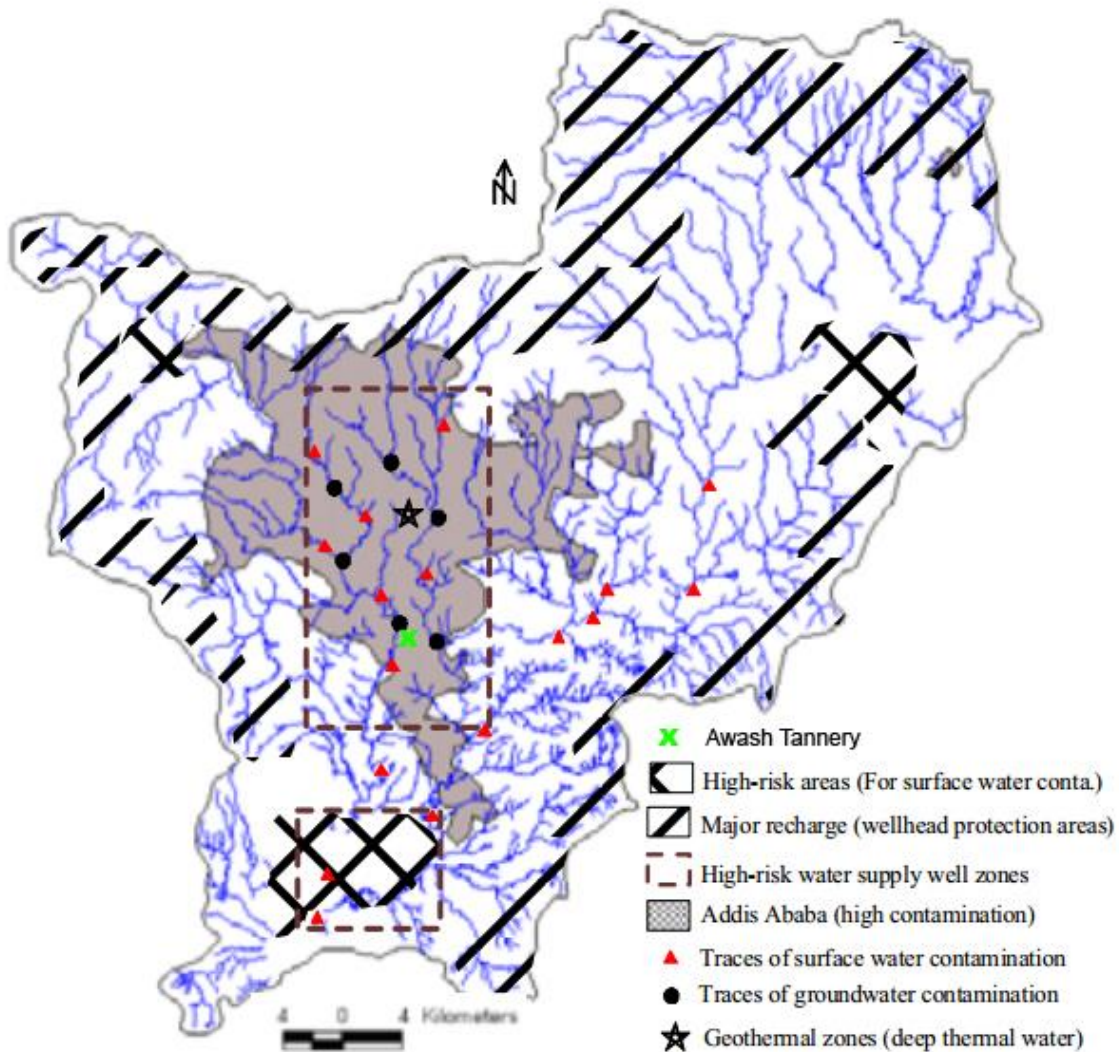 N
Awash Tannery
High-risk areas (For surface water conta.)
Major recharge (wellhead protection areas)
High-risk water supply well zones
Addis Ababa (high contamination)
Traces of surface water contamination
Traces of groundwater contamination
Geothermal zones (deep thermal water)
4 0 4 Kilometers